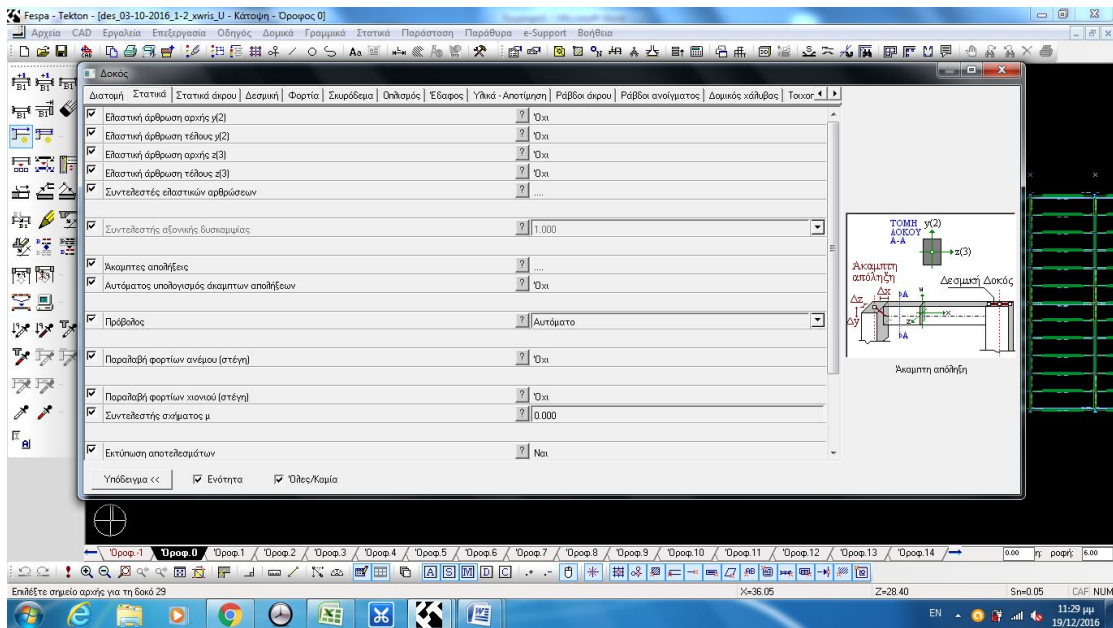 Fespa - Tekton - [des_03-10-2016_1-2_xwris_U - Κάτοψη - Όροφος 0]
Αρχεία CAD Εργαλεία Επεξεργασία Οδηγός Δομικά Γραμμικά Στατικά Παράσταση Παράθυρα e-Support Βοήθεια
Δοκός
Διατομή Στατικά Στατικά άκρου Δεσμική Φορτία Σκυρόδεμα Οπλισμός Έδαφος Υλικά - Αποτίμηση Ράβδοι άκρου Ράβδοι ανοίγματος Δομικός χάλυβας Τοιχοπ
Ελαστική άρθρωση αρχής y(2) ? Όχι
Ελαστική άρθρωση τέλους y(2) ? Όχι
Ελαστική άρθρωση αρχής z(3) ? Όχι
Ελαστική άρθρωση τέλους z(3) ? Όχι
Συντελεστές ελαστικών αρθρώσεων ? ....
Συντελεστής αξονικής δυσκαμψίας ? 1.000
Άκαμπτες απολήξεις ? ....
Αυτόματος υπολογισμός άκαμπτων απολήξεων ? Όχι
Πρόβολος ? Αυτόματο
Παραλαβή φορτίων ανέμου (στέγη) ? Όχι
Παραλαβή φορτίων χιονιού (στέγη) ? Όχι
Συντελεστής σχήματος μ ? 0.000
Εκτύπωση αποτελεσμάτων ? Ναι
ΤΟΜΗ ΔΟΚΟΥ Α-Α
y(2)
z(3)
Άκαμπτη απόληξη
Δεσμική Δοκός
Δx
Δz
Δy
y
x
z
A
A
Άκαμπτη απόληξη
Υπόδειγμα << Ενότητα Όλες/Καμία
Όροφ.-1 Όροφ.0 Όροφ.1 Όροφ.2 Όροφ.3 Όροφ.4 Όροφ.5 Όροφ.6 Όροφ.7 Όροφ.8 Όροφ.9 Όροφ.10 Όροφ.11 Όροφ.12 Όροφ.13 Όροφ.14 0.00 6.00
A S M D C
Επιλέξτε σημείο αρχής για τη δοκό 29 X=36.05 Z=28.40 Sn=0.05 CAF NUM
EN 11:29 μμ
19/12/2016